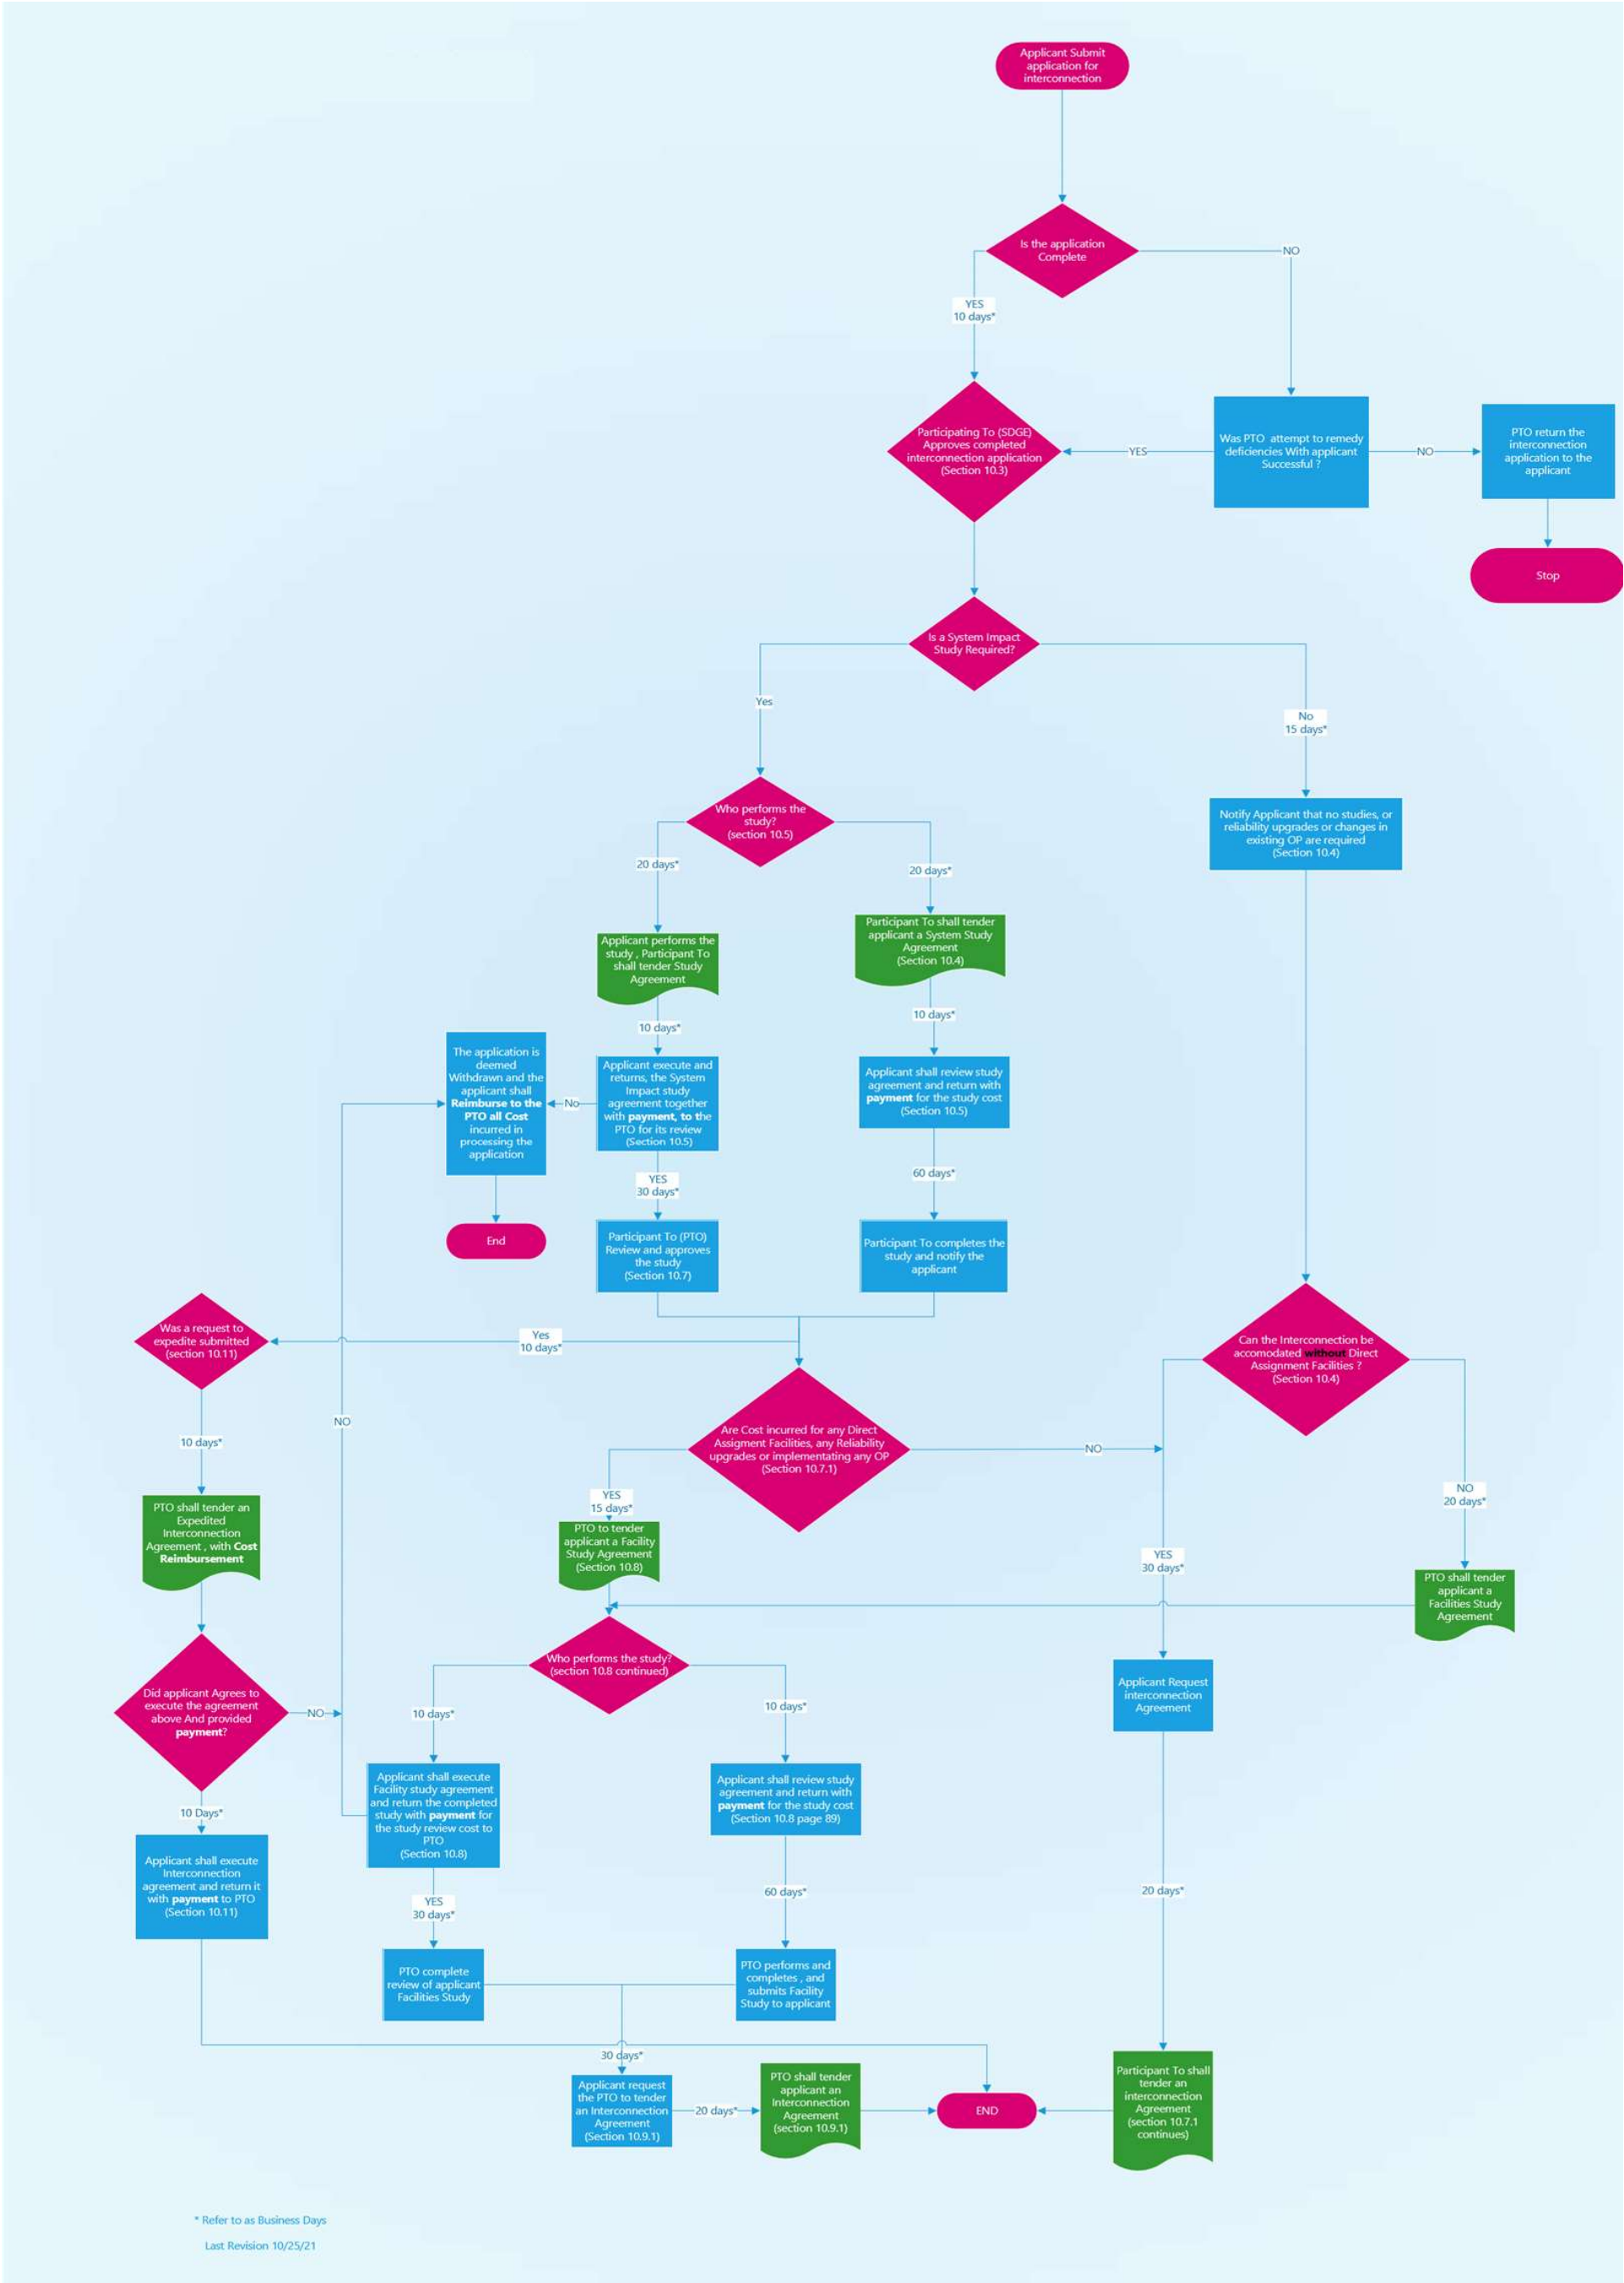 Applicant Submit
application for
interconnection
Is the application
Complete
NO
YES
10 days*
Participating To (SDGE)
Approves completed
interconnection application
(Section 10.3)
YES
Was PTO attempt to remedy
deficiencies With applicant
Successful ?
NO
PTO return the
interconnection
application to the
applicant
Stop
Is a System Impact
Study Required?
Yes
No
15 days*
Who performs the
study?
(section 10.5)
Notify Applicant that no studies, or
reliability upgrades or changes in
existing OP are required
(Section 10.4)
20 days*
20 days*
Applicant performs the
study , Participant To
shall tender Study
Agreement
Participant To shall tender
applicant a System Study
Agreement
(Section 10.4)
10 days*
10 days*
The application is
deemed
Withdrawn and the
applicant shall
Reimburse to the
PTO all Cost
incurred in
processing the
application
No
Applicant execute and
returns, the System
Impact study
agreement together
with payment, to the
PTO for its review
(Section 10.5)
Applicant shall review study
agreement and return with
payment for the study cost
(Section 10.5)
YES
30 days*
60 days*
End
Participant To (PTO)
Review and approves
the study
(Section 10.7)
Participant To completes the
study and notify the
applicant
Was a request to
expedite submitted
(section 10.11)
Yes
10 days*
Can the Interconnection be
accomodated without Direct
Assignment Facilities ?
(Section 10.4)
NO
10 days*
Are Cost incurred for any Direct
Assigment Facilities, any Reliability
upgrades or implementating any OP
(Section 10.7.1)
NO
YES
15 days*
NO
20 days*
PTO shall tender an
Expedited
Interconnection
Agreement , with Cost
Reimbursement
PTO to tender
applicant a Facility
Study Agreement
(Section 10.8)
YES
30 days*
PTO shall tender
applicant a
Facilities Study
Agreement
Did applicant Agrees to
execute the agreement
above And provided
payment?
NO
Who performs the study?
(section 10.8 continued)
Applicant Request
interconnection
Agreement
10 days*
10 days*
10 Days*
Applicant shall execute
Facility study agreement
and return the completed
study with payment for
the study review cost to
PTO
(Section 10.8)
Applicant shall review study
agreement and return with
payment for the study cost
(Section 10.8 page 89)
Applicant shall execute
Interconnection
agreement and return it
with payment to PTO
(Section 10.11)
YES
30 days*
60 days*
20 days*
PTO complete
review of applicant
Facilities Study
PTO performs and
completes , and
submits Facility
Study to applicant
30 days*
Applicant request
the PTO to tender
an Interconnection
Agreement
(Section 10.9.1)
20 days*
PTO shall tender
applicant an
Interconnection
Agreement
(section 10.9.1)
END
Participant To shall
tender an
interconnection
Agreement
(section 10.7.1
continues)
* Refer to as Business Days
Last Revision 10/25/21